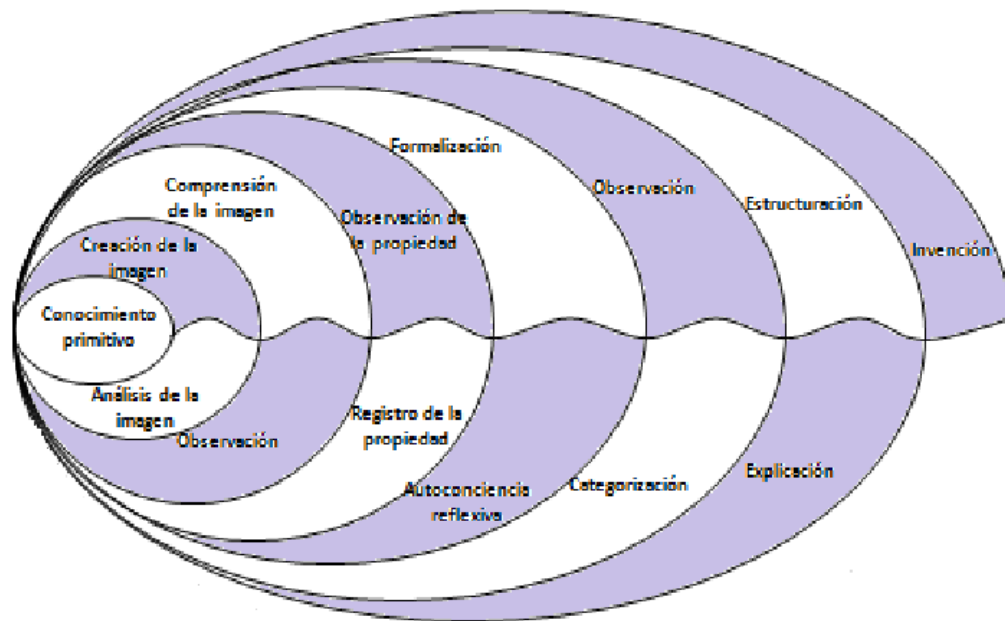 Formalización
Comprensión
de la imagen
Observación
Estructuración
Observación de
la propiedad
Creación de la
imagen
Invención
Conocimiento
primitivo
Análisis de la
imagen
Observación
Registro de la
propiedad
Autoconciencia
reflexiva
Categorización
Explicación